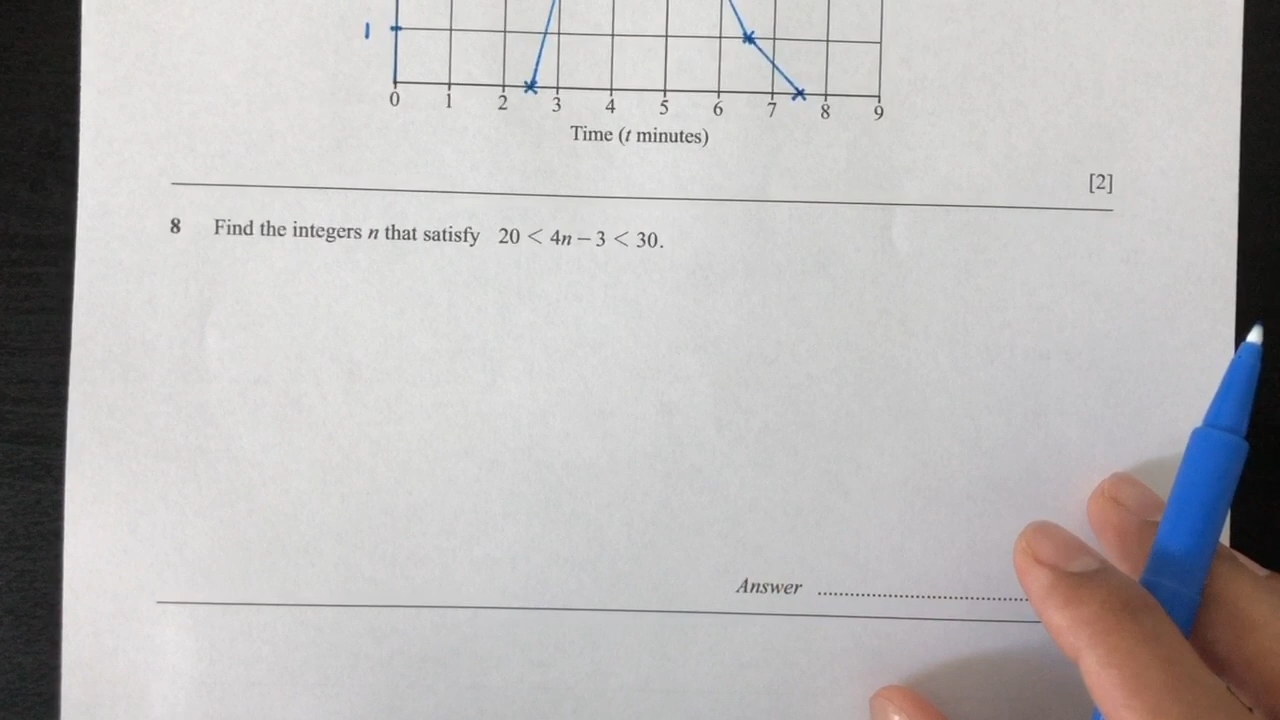 1
0 1 2 3 4 5 6 7 8 9
Time (t minutes)
[2]
8 Find the integers n that satisfy 20 < 4n – 3 < 30.
Answer ........................................